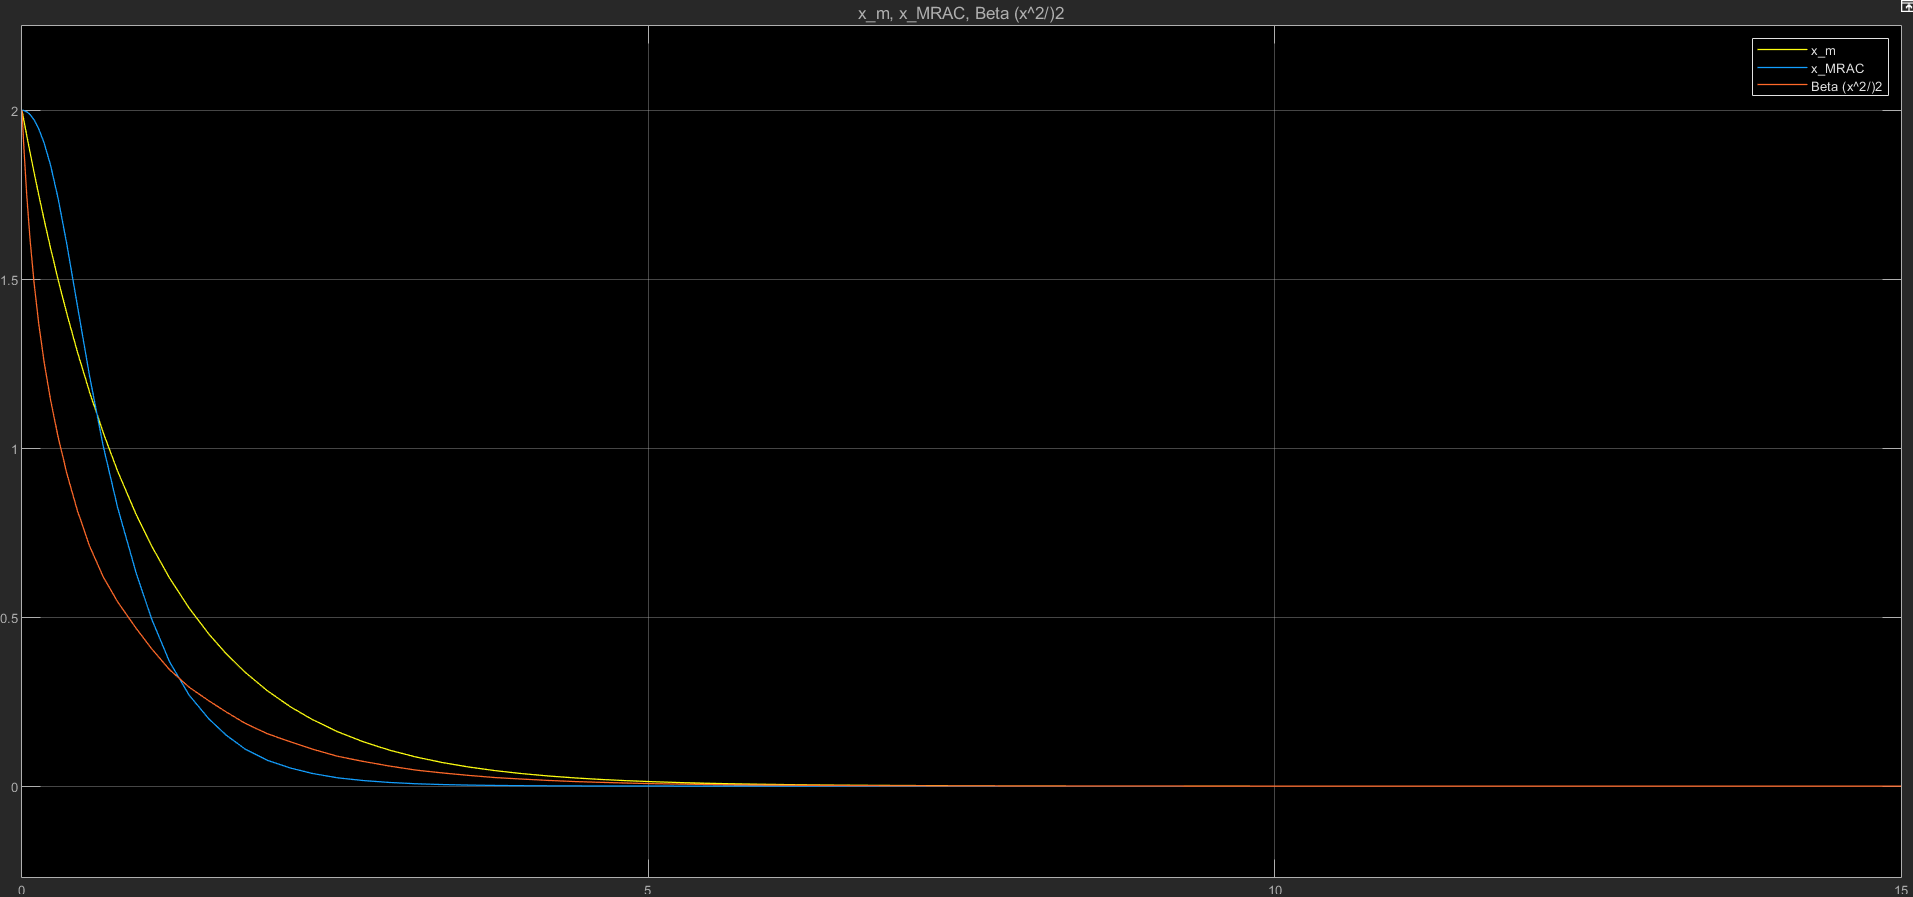 x_m, x_MRAC, Beta (x^2/)2
x_m
x_MRAC
Beta (x^2/)2
2
1.5
1
0.5
0
0 5 10 15